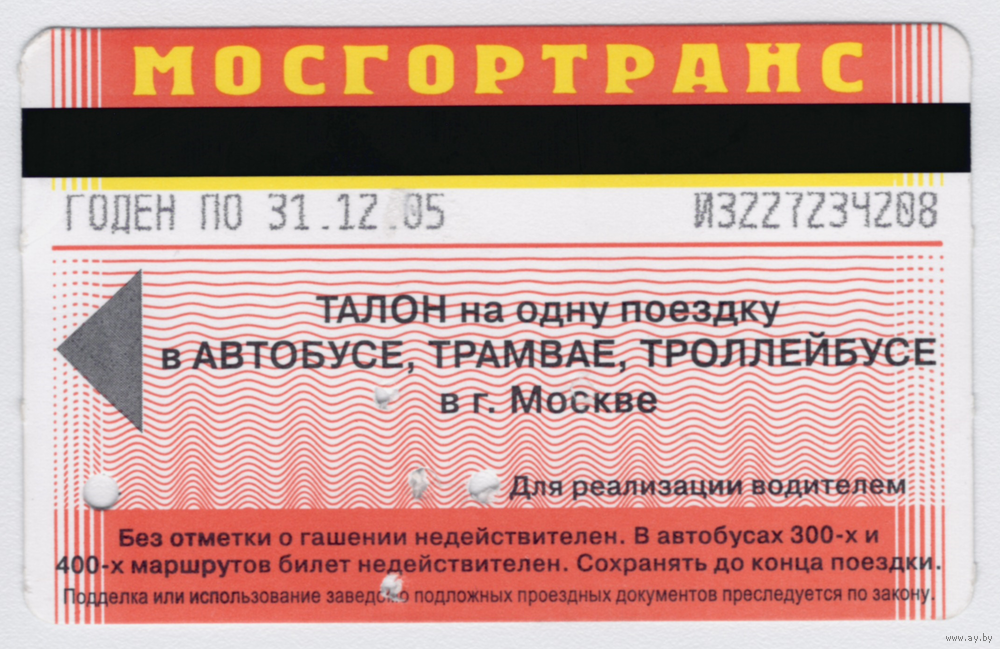 МОСГОРТРАНС
ГОДЕН ПО 31.12.05 И3227234208
ТАЛОН на одну поездку
в АВТОБУСЕ, ТРАМВАЕ, ТРОЛЛЕЙБУСЕ
в г. Москве
Для реализации водителем
Без отметки о гашении недействителен. В автобусах 300-х и
400-х маршрутов билет недействителен. Сохранять до конца поездки.
Подделка или использование заведомо подложных проездных документов преследуется по закону.
www.ay.by